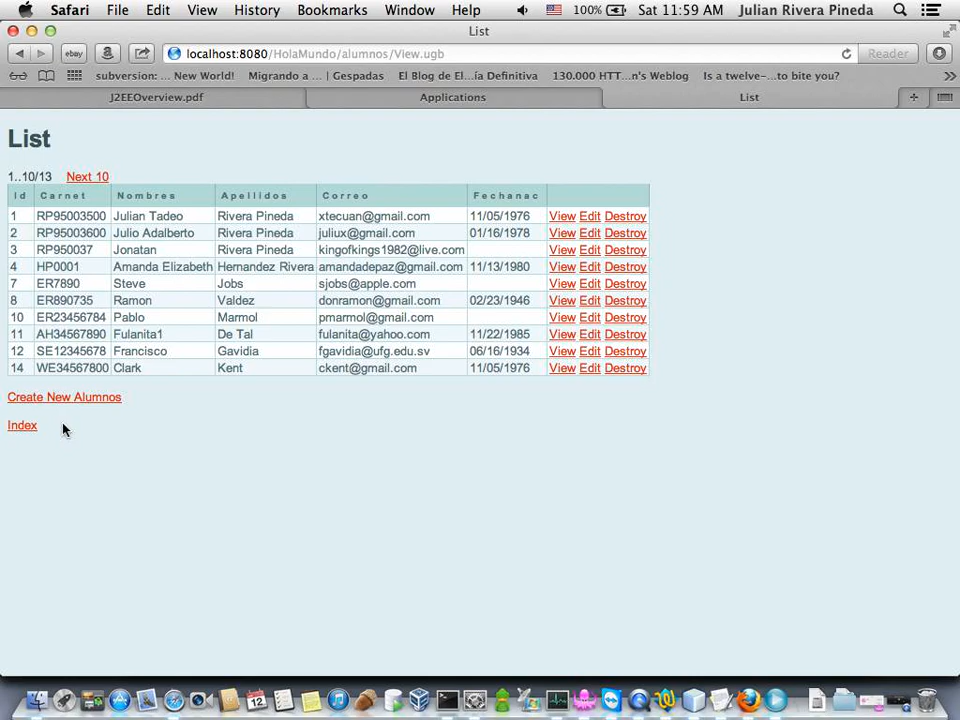 Safari File Edit View History Bookmarks Window Help 100% Sat 11:59 AM Julian Rivera Pineda
List
ebay localhost:8080/HolaMundo/alumnos/View.ugb Reader
subversion: ... New World! Migrando a ... | Gespadas El Blog de El...ía Definitiva 130.000 HTT...n's Weblog Is a twelve-...to bite you?
J2EEOverview.pdf Applications List
List
1..10/13 Next 10
Id Carnet Nombres Apellidos Correo Fechanac
1 RP95003500 Julian Tadeo Rivera Pineda xtecuan@gmail.com 11/05/1976 View Edit Destroy
2 RP95003600 Julio Adalberto Rivera Pineda juliux@gmail.com 01/16/1978 View Edit Destroy
3 RP950037 Jonatan Rivera Pineda kingofkings1982@live.com View Edit Destroy
4 HP0001 Amanda Elizabeth Hernandez Rivera amandadepaz@gmail.com 11/13/1980 View Edit Destroy
7 ER7890 Steve Jobs sjobs@apple.com View Edit Destroy
8 ER890735 Ramon Valdez donramon@gmail.com 02/23/1946 View Edit Destroy
10 ER23456784 Pablo Marmol pmarmol@gmail.com View Edit Destroy
11 AH34567890 Fulanita1 De Tal fulanita@yahoo.com 11/22/1985 View Edit Destroy
12 SE12345678 Francisco Gavidia fgavidia@ufg.edu.sv 06/16/1934 View Edit Destroy
14 WE34567800 Clark Kent ckent@gmail.com 11/05/1976 View Edit Destroy
Create New Alumnos
Index
12